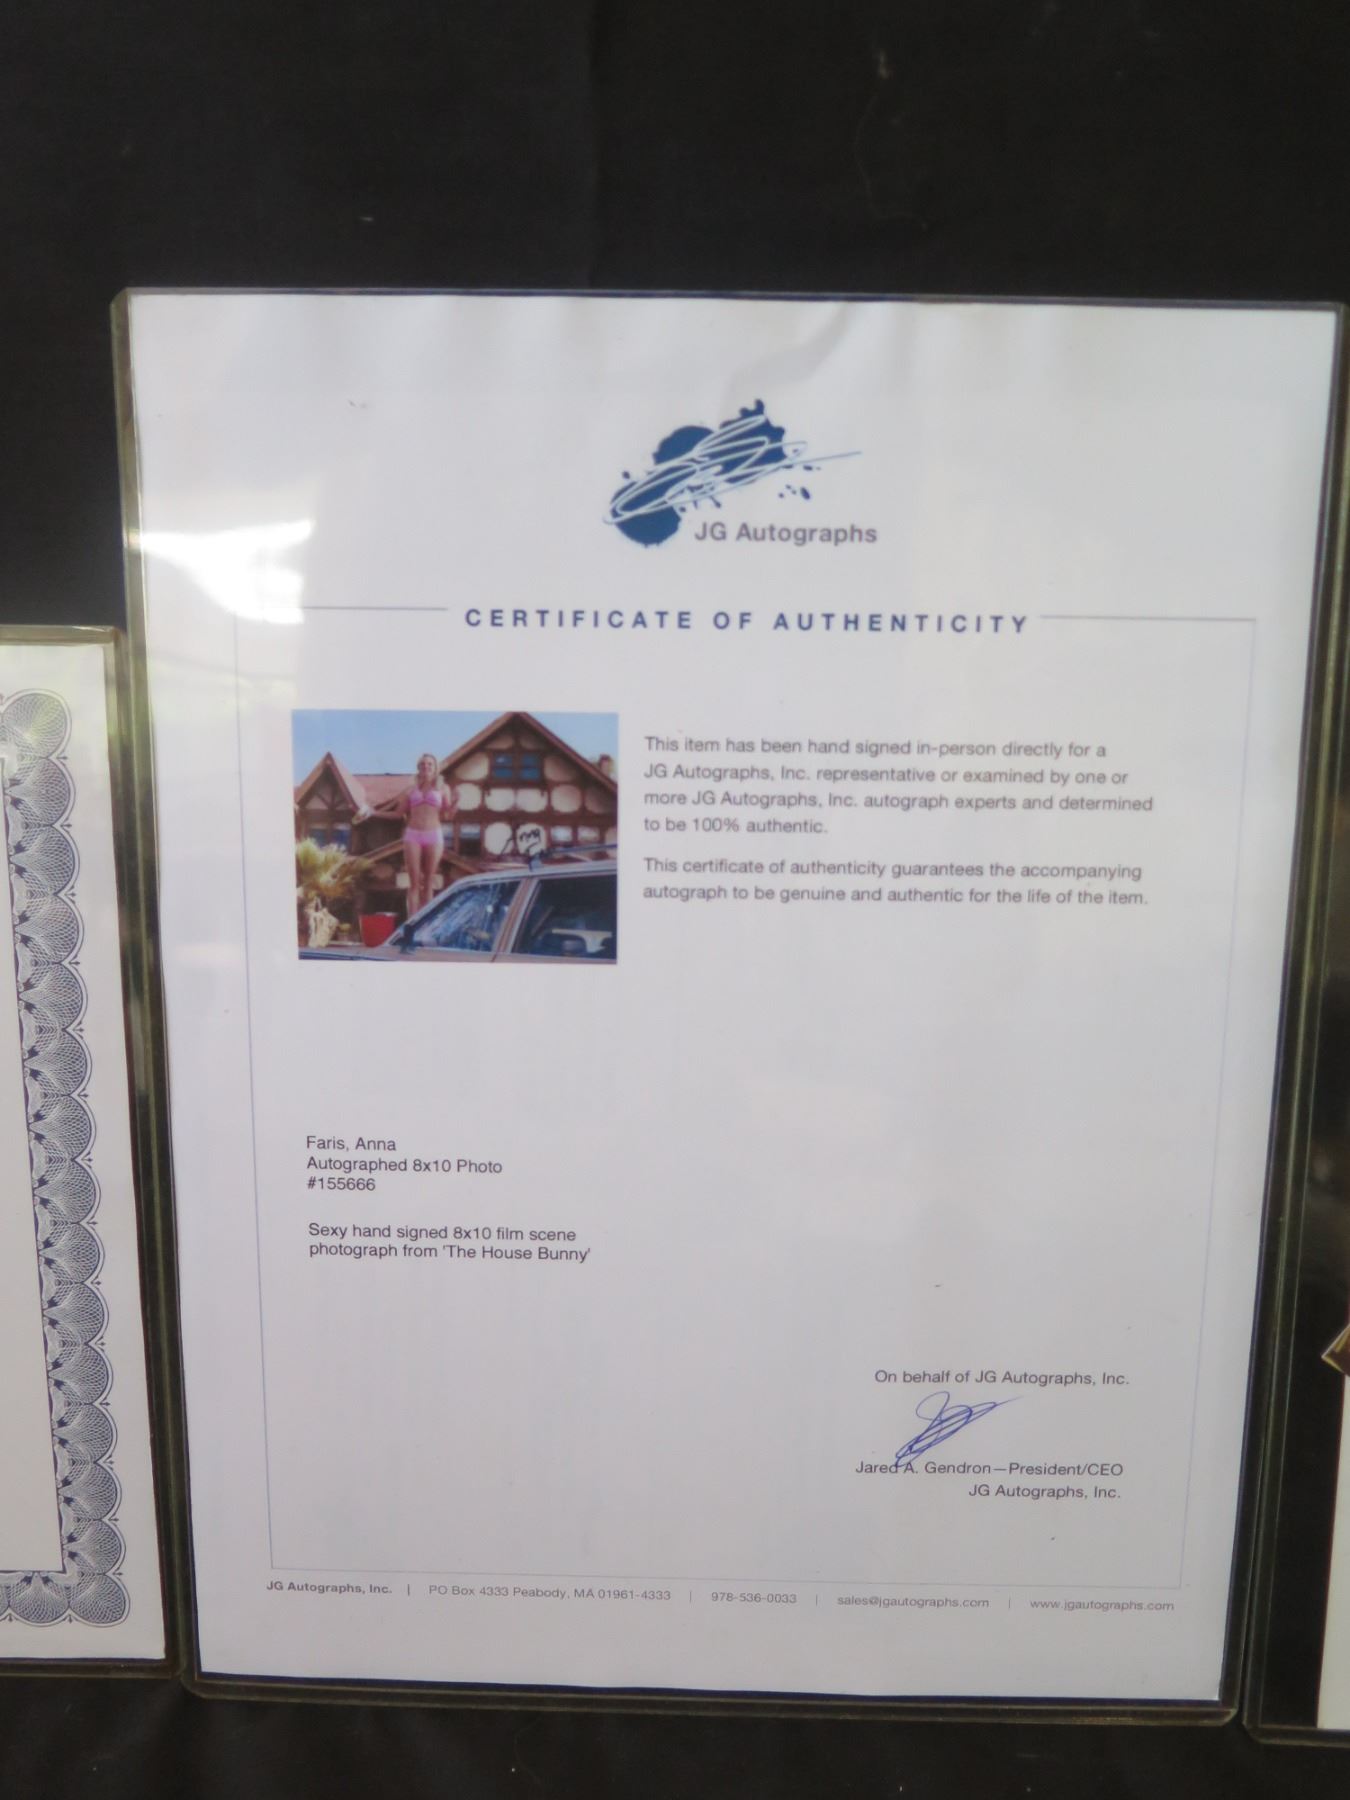 JG Autographs
CERTIFICATE OF AUTHENTICITY
This item has been hand signed in-person directly for a
JG Autographs, Inc. representative or examined by one or
more JG Autographs, Inc. autograph experts and determined
to be 100% authentic.
This certificate of authenticity guarantees the accompanying
autograph to be genuine and authentic for the life of the item.
Faris, Anna
Autographed 8x10 Photo
#155666
Sexy hand signed 8x10 film scene
photograph from 'The House Bunny'
On behalf of JG Autographs, Inc.
Jared A. Gendron—President/CEO
JG Autographs, Inc.
JG Autographs, Inc. | PO Box 4333 Peabody, MA 01961-4333 | 978-536-0033 | sales@jgautographs.com | www.jgautographs.com